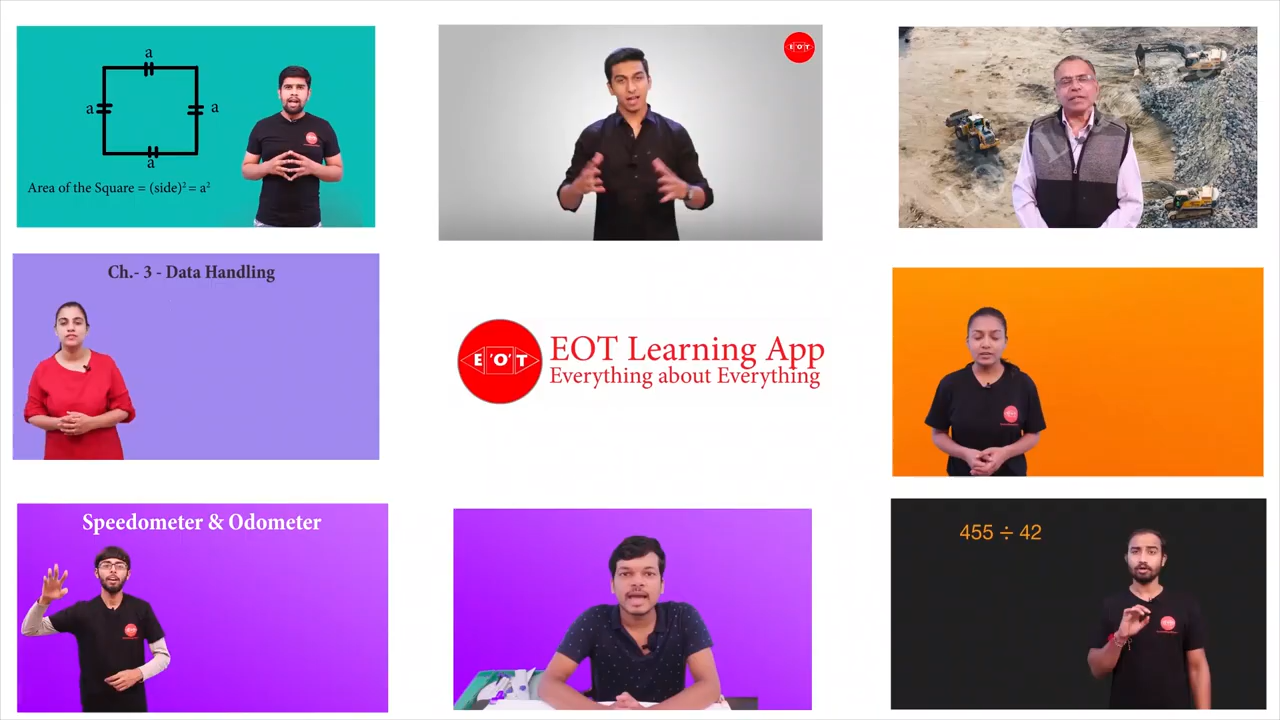 a
a
a
a
Area of the Square = (side)² = a²
EOT
Ch.- 3 - Data Handling
E'O'T
EOT Learning App
Everything about Everything
Speedometer & Odometer
455 ÷ 42